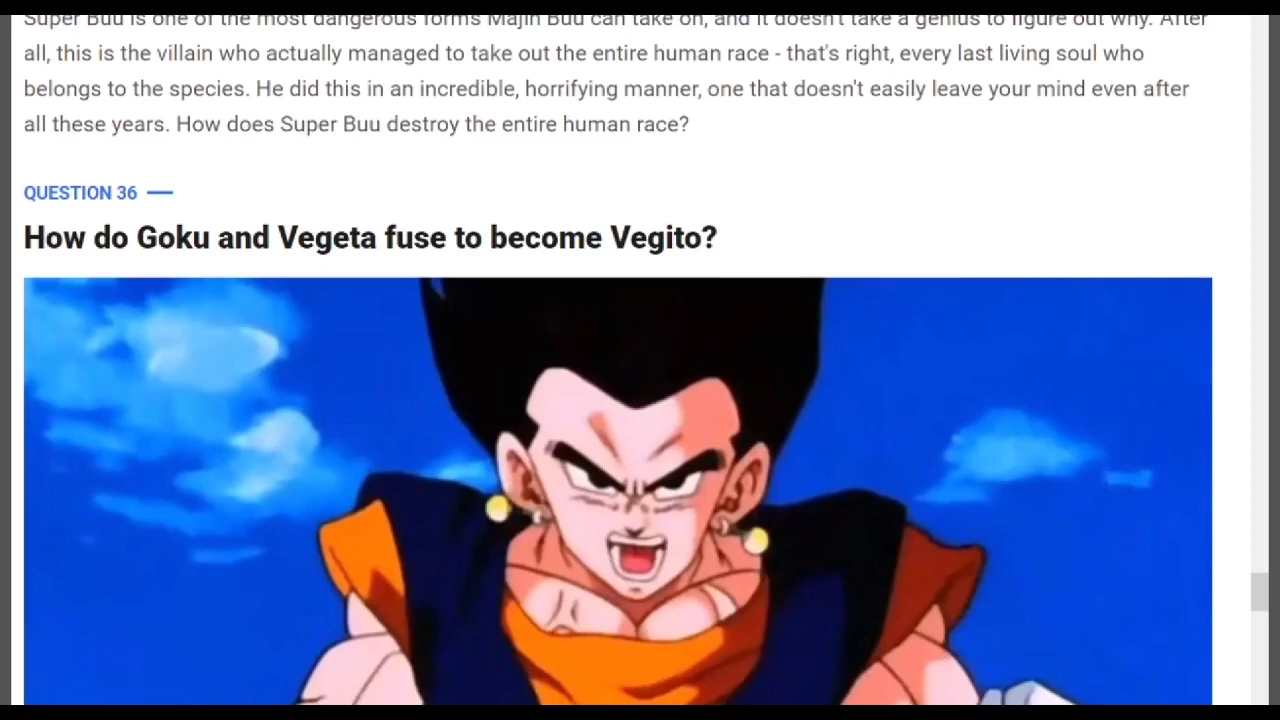 Super Buu is one of the most dangerous forms Majin Buu can take on, and it doesn't take a genius to figure out why. After
all, this is the villain who actually managed to take out the entire human race - that's right, every last living soul who
belongs to the species. He did this in an incredible, horrifying manner, one that doesn't easily leave your mind even after
all these years. How does Super Buu destroy the entire human race?
QUESTION 36
How do Goku and Vegeta fuse to become Vegito?